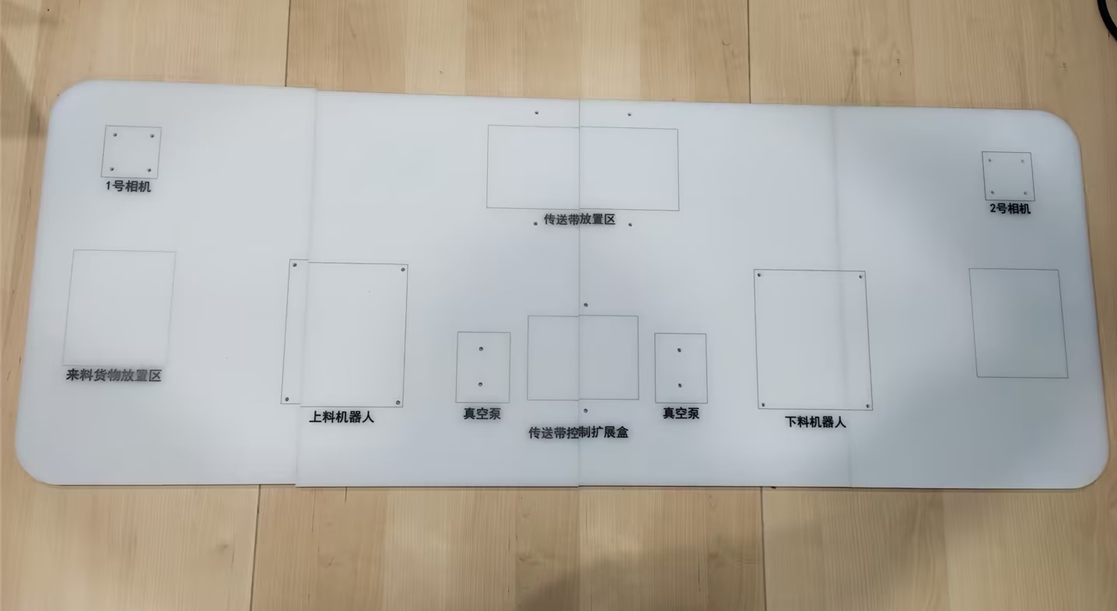 1号相机
2号相机
传送带放置区
来料货物放置区
上料机器人
真空泵
传送带控制扩展盒
真空泵
下料机器人